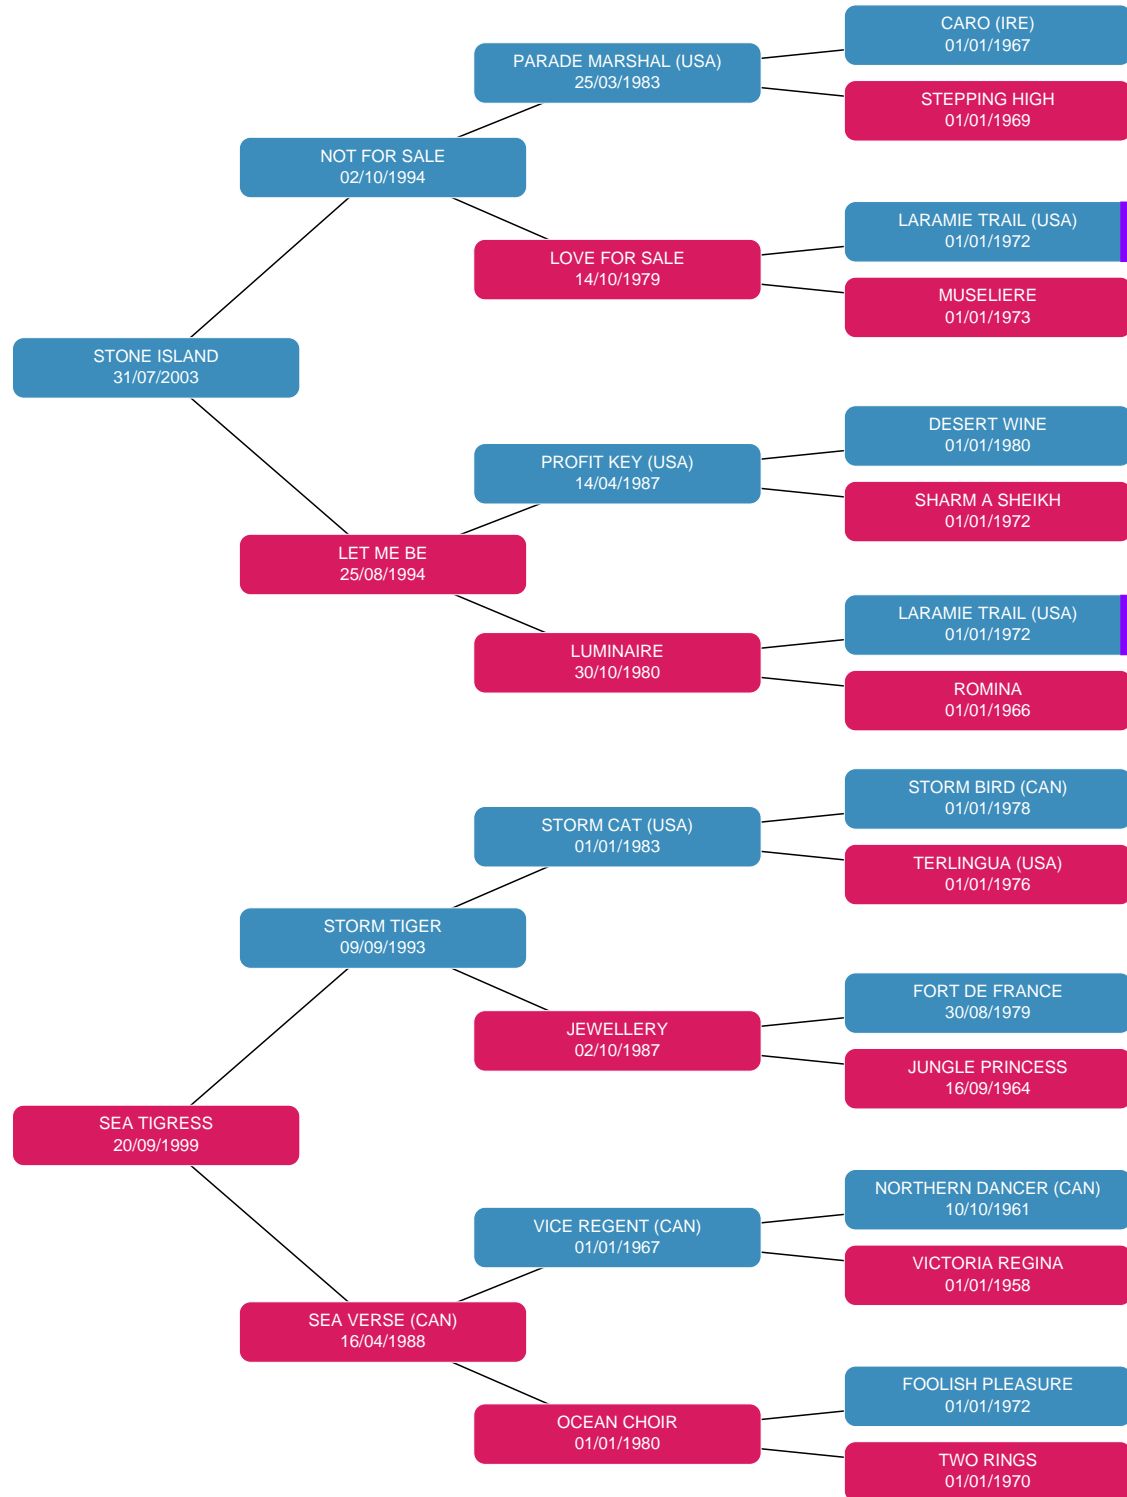 CARO (IRE)
01/01/1967
PARADE MARSHAL (USA)
25/03/1983
STEPPING HIGH
01/01/1969
NOT FOR SALE
02/10/1994
LARAMIE TRAIL (USA)
01/01/1972
LOVE FOR SALE
14/10/1979
MUSELIERE
01/01/1973
STONE ISLAND
31/07/2003
DESERT WINE
01/01/1980
PROFIT KEY (USA)
14/04/1987
SHARM A SHEIKH
01/01/1972
LET ME BE
25/08/1994
LARAMIE TRAIL (USA)
01/01/1972
LUMINAIRE
30/10/1980
ROMINA
01/01/1966
STORM BIRD (CAN)
01/01/1978
STORM CAT (USA)
01/01/1983
TERLINGUA (USA)
01/01/1976
STORM TIGER
09/09/1993
FORT DE FRANCE
30/08/1979
JEWELLERY
02/10/1987
JUNGLE PRINCESS
16/09/1964
SEA TIGRESS
20/09/1999
NORTHERN DANCER (CAN)
10/10/1961
VICE REGENT (CAN)
01/01/1967
VICTORIA REGINA
01/01/1958
SEA VERSE (CAN)
16/04/1988
FOOLISH PLEASURE
01/01/1972
OCEAN CHOIR
01/01/1980
TWO RINGS
01/01/1970